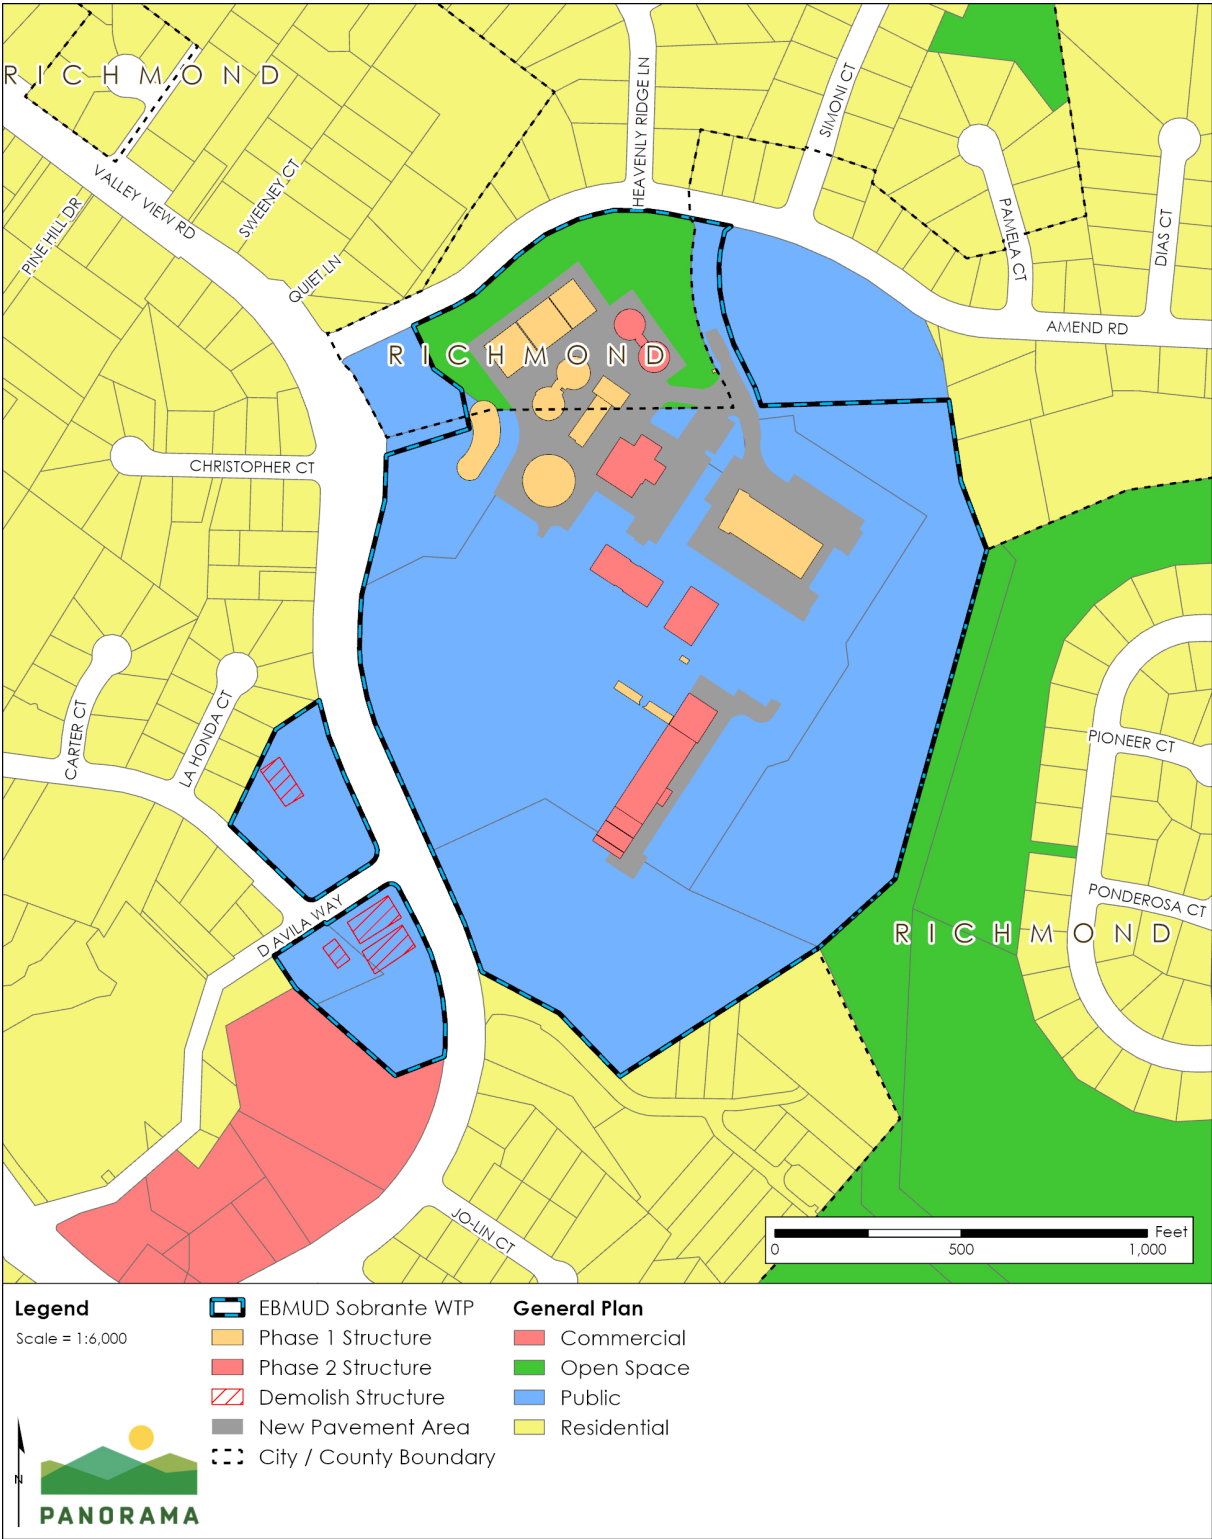 RICHMOND
HEAVENLY RIDGE LN
SIMONI CT
VALLEY VIEW RD
SWEENEY CT
PINE HILL DR
QUIET LN
PAMELA CT
DIAS CT
AMEND RD
RICHMOND
CHRISTOPHER CT
CARTER CT
LA HONDA CT
PIONEER CT
PONDEROSA CT
D AVILA WAY
RICHMOND
JO-LIN CT
Feet
0 500 1,000
Legend
Scale = 1:6,000
EBMUD Sobrante WTP
Phase 1 Structure
Phase 2 Structure
Demolish Structure
New Pavement Area
City / County Boundary
General Plan
Commercial
Open Space
Public
Residential
N
PANORAMA